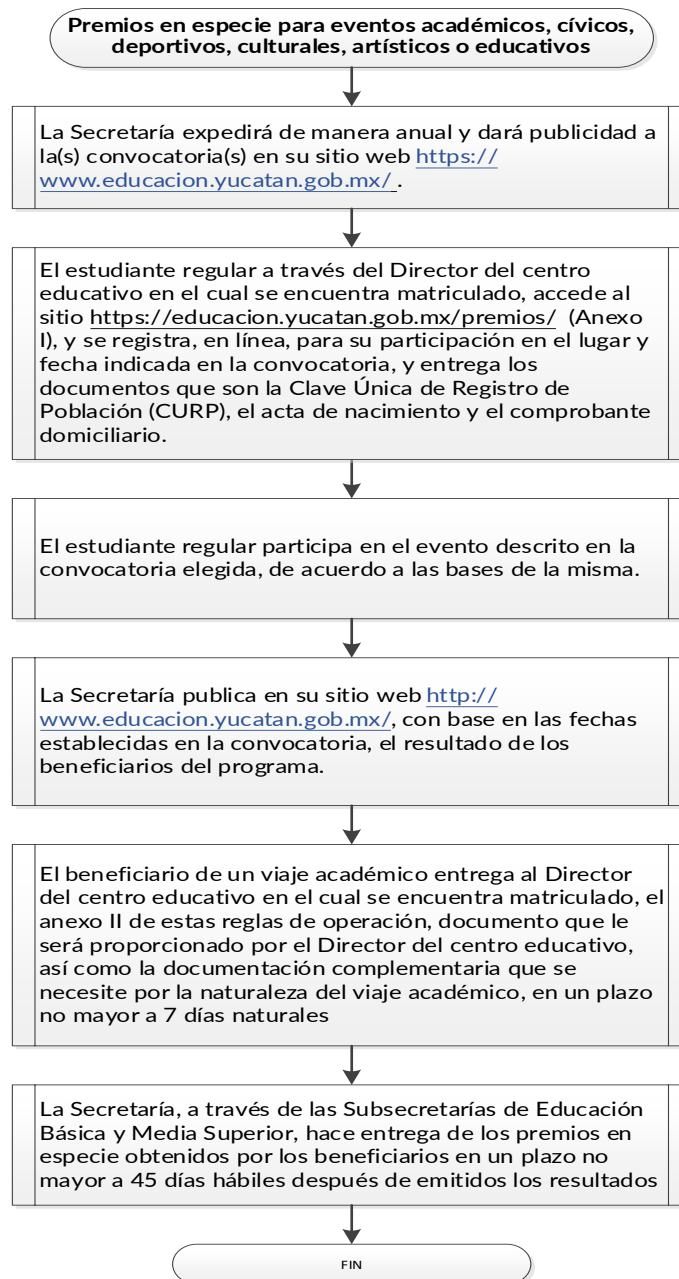 Premios en especie para eventos académicos, cívicos,
deportivos, culturales, artísticos o educativos
La Secretaría expedirá de manera anual y dará publicidad a
la(s) convocatoria(s) en su sitio web https://
www.educacion.yucatan.gob.mx/ .
El estudiante regular a través del Director del centro
educativo en el cual se encuentra matriculado, accede al
sitio https://educacion.yucatan.gob.mx/premios/ (Anexo
I), y se registra, en línea, para su participación en el lugar y
fecha indicada en la convocatoria, y entrega los
documentos que son la Clave Única de Registro de
Población (CURP), el acta de nacimiento y el comprobante
domiciliario.
El estudiante regular participa en el evento descrito en la
convocatoria elegida, de acuerdo a las bases de la misma.
La Secretaría publica en su sitio web http://
www.educacion.yucatan.gob.mx/, con base en las fechas
establecidas en la convocatoria, el resultado de los
beneficiarios del programa.
El beneficiario de un viaje académico entrega al Director
del centro educativo en el cual se encuentra matriculado, el
anexo II de estas reglas de operación, documento que le
será proporcionado por el Director del centro educativo,
así como la documentación complementaria que se
necesite por la naturaleza del viaje académico, en un plazo
no mayor a 7 días naturales
La Secretaría, a través de las Subsecretarías de Educación
Básica y Media Superior, hace entrega de los premios en
especie obtenidos por los beneficiarios en un plazo no
mayor a 45 días hábiles después de emitidos los resultados
FIN